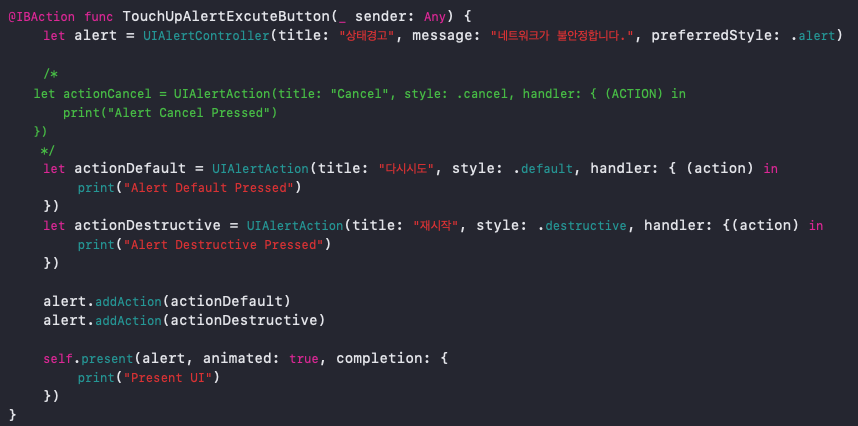 @IBAction func TouchUpAlertExcuteButton(_ sender: Any) {
let alert = UIAlertController(title: "상태경고", message: "네트워크가 불안정합니다.", preferredStyle: .alert)
/*
let actionCancel = UIAlertAction(title: "Cancel", style: .cancel, handler: { (ACTION) in
print("Alert Cancel Pressed")
})
*/
let actionDefault = UIAlertAction(title: "다시시도", style: .default, handler: { (action) in
print("Alert Default Pressed")
})
let actionDestructive = UIAlertAction(title: "재시작", style: .destructive, handler: {(action) in
print("Alert Destructive Pressed")
})
alert.addAction(actionDefault)
alert.addAction(actionDestructive)
self.present(alert, animated: true, completion: {
print("Present UI")
})
}